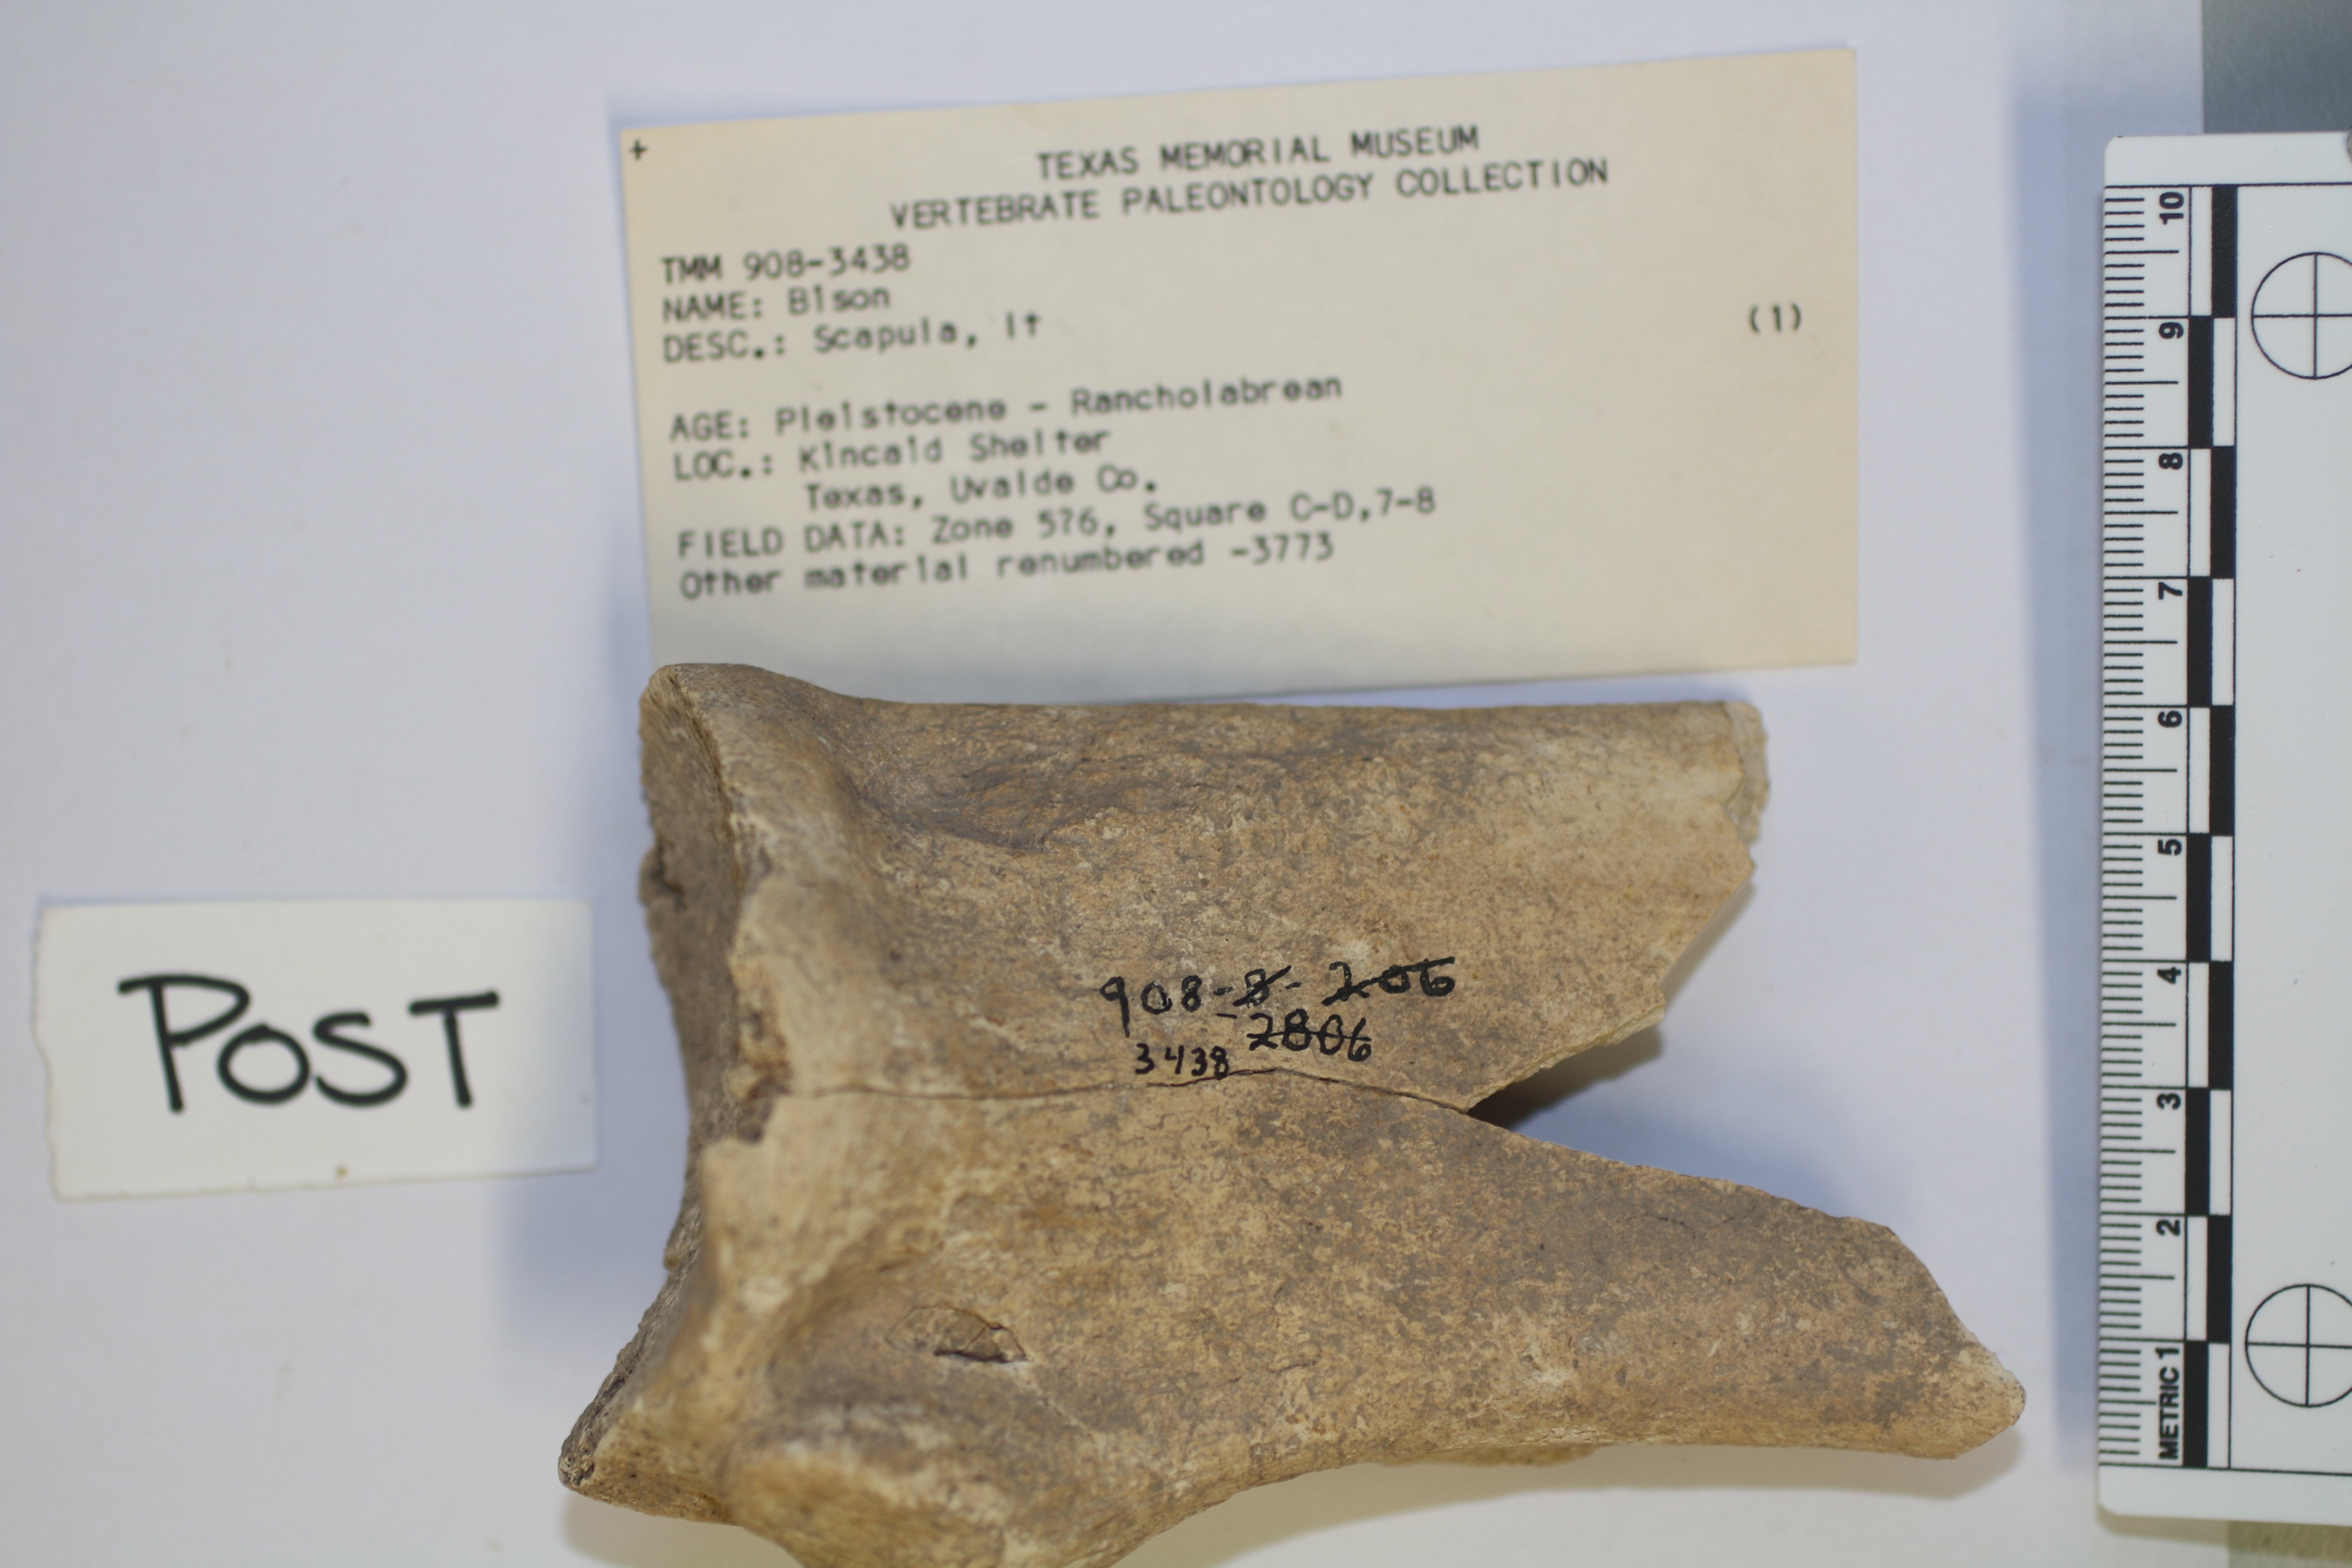 +
TEXAS MEMORIAL MUSEUM
VERTEBRATE PALEONTOLOGY COLLECTION
TMM 908-3438
NAME: Bison
DESC.: Scapula, lt
(1)
AGE: Pleistocene - Rancholabrean
LOC.: Kincaid Shelter
Texas, Uvalde Co.
FIELD DATA: Zone 5?6, Square C-D,7-8
Other material renumbered -3773
POST
908-8-206
-2806
3438
10
9
8
7
6
5
4
3
2
METRIC 1